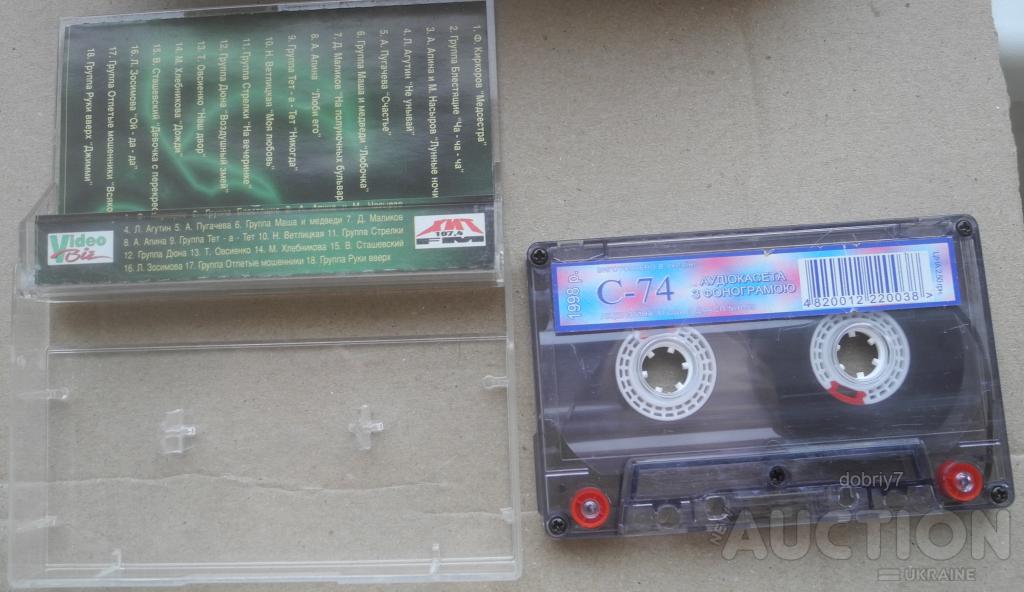 1. Ф. Киркоров "Медсестра"
2. Группа Блестящие "Ча - ча - ча"
3. А. Апина и М. Насыров "Лунные ночи
4. Л. Агутин "Не унывай"
5. А. Пугачева "Счастье"
6. Группа Маша и медведи "Любочка"
7. Д. Маликов "На полуночных бульвар
8. А. Апина "Люби его"
9. Группа Тет - а - Тет "Никогда"
10. Н. Ветлицкая "Моя любовь"
11. Группа Стрелки "На вечеринке"
12. Группа Дюна "Воздушный змей"
13. Т. Овсиенко "Наш двор"
14. М. Хлебникова "Дожди
15. В. Сташевский "Девочка с перекрес
16. Л. Зосимова "Ой - да - да"
17. Группа Отпетые мошенники "Всяко
18. Группа Руки вверх "Джимми"
Video
Biz
4. Л. Агутин 5. А. Пугачева 6. Группа Маша и медведи 7. Д. Маликов
8. А. Апина 9. Группа Тет - а - Тет 10. Н. Ветлицкая 11. Группа Стрелки
12. Группа Дюна 13. Т. Овсиенко 14. М. Хлебникова 15. В. Сташевский
16. Л. Зосимова 17. Группа Отпетые мошенники 18. Группа Руки вверх
ХИТ
107,4
FM
1998 р.
C-74
АУДІОКАСЕТА
З ФОНОГРАМОЮ
4820012 220038 >
dobriy7
NEW
AUCTION
UKRAINE